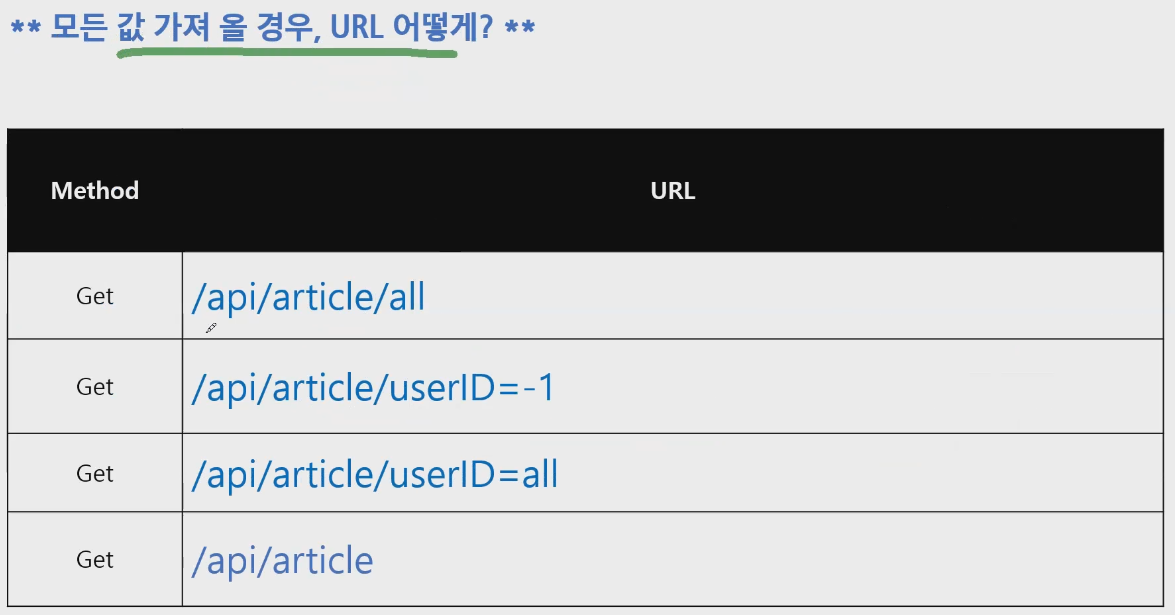 ** 모든 값 가져 올 경우, URL 어떻게? **
Method URL
Get /api/article/all
Get /api/article/userID=-1
Get /api/article/userID=all
Get /api/article